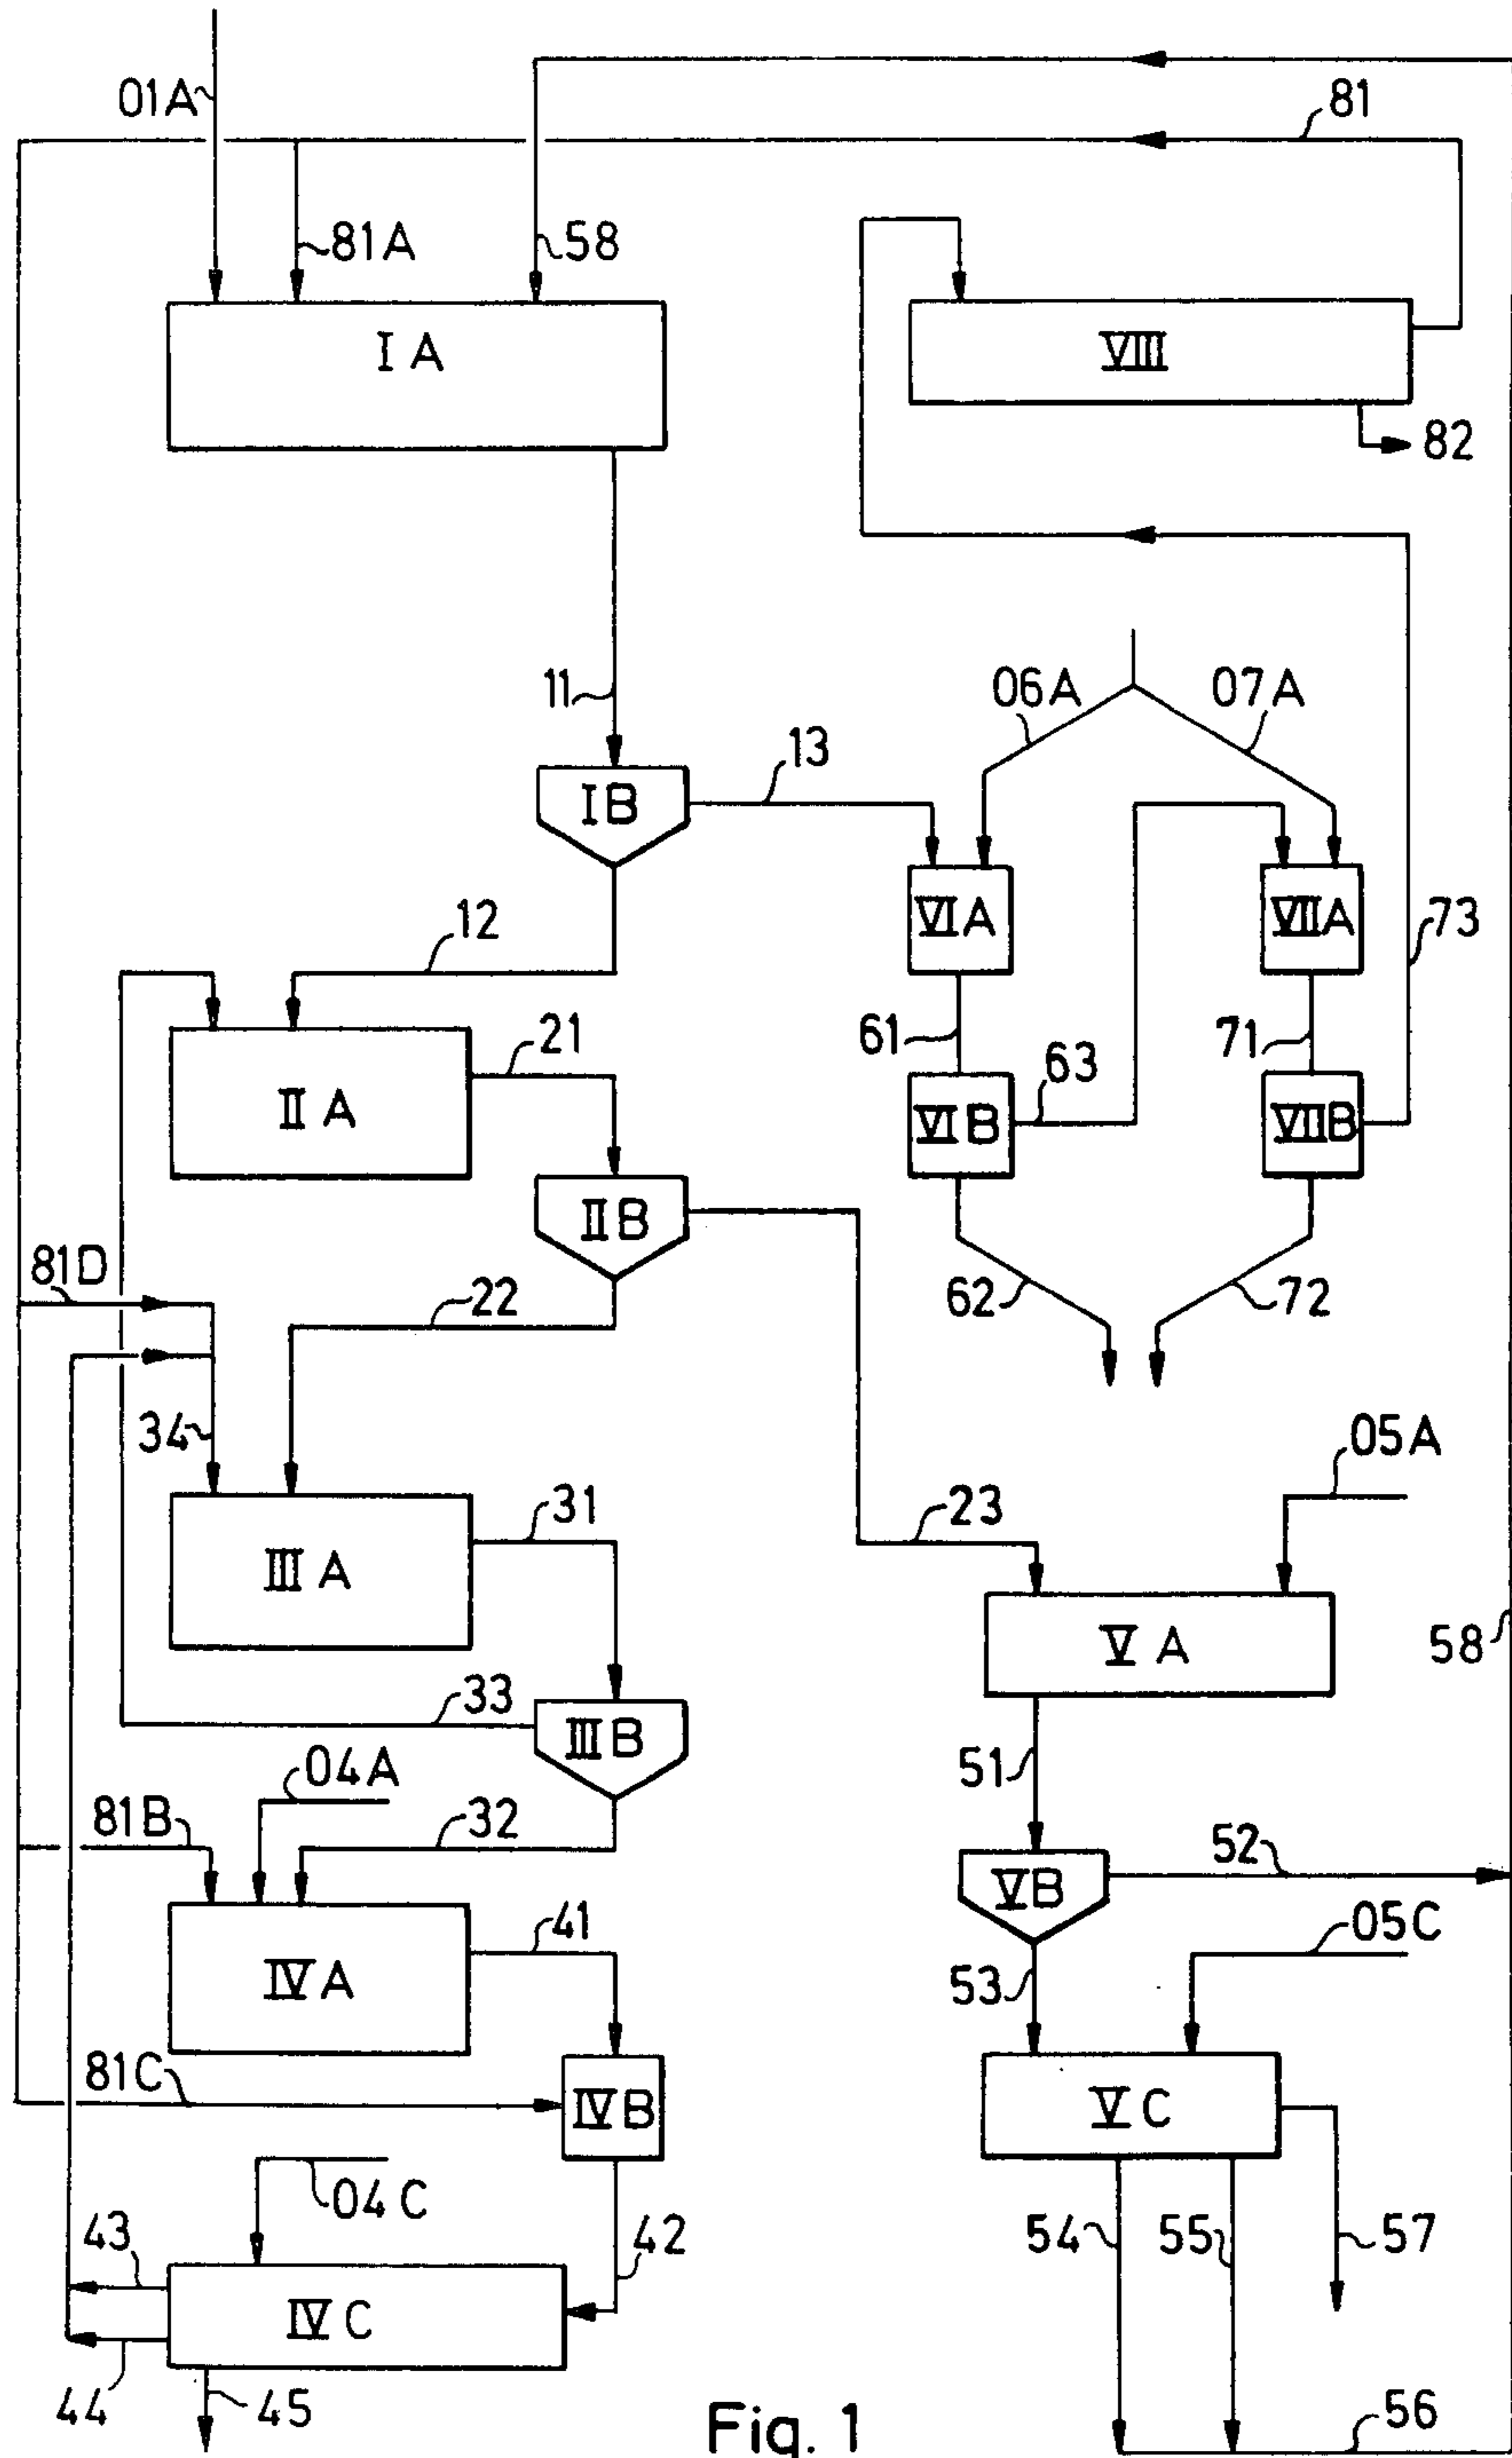 01A
81
81A
58
I A
VIII
82
11
06A
07A
13
I B
VI A
VII A
73
12
61
71
21
63
II A
VI B
VII B
II B
81D
22
62
72
34
05A
31
23
III A
V A
58
33
III B
51
04A
81B
32
52
V B
41
05C
IV A
53
81C
IV B
V C
04C
43
42
54
55
57
IV C
44
45
56
Fig. 1